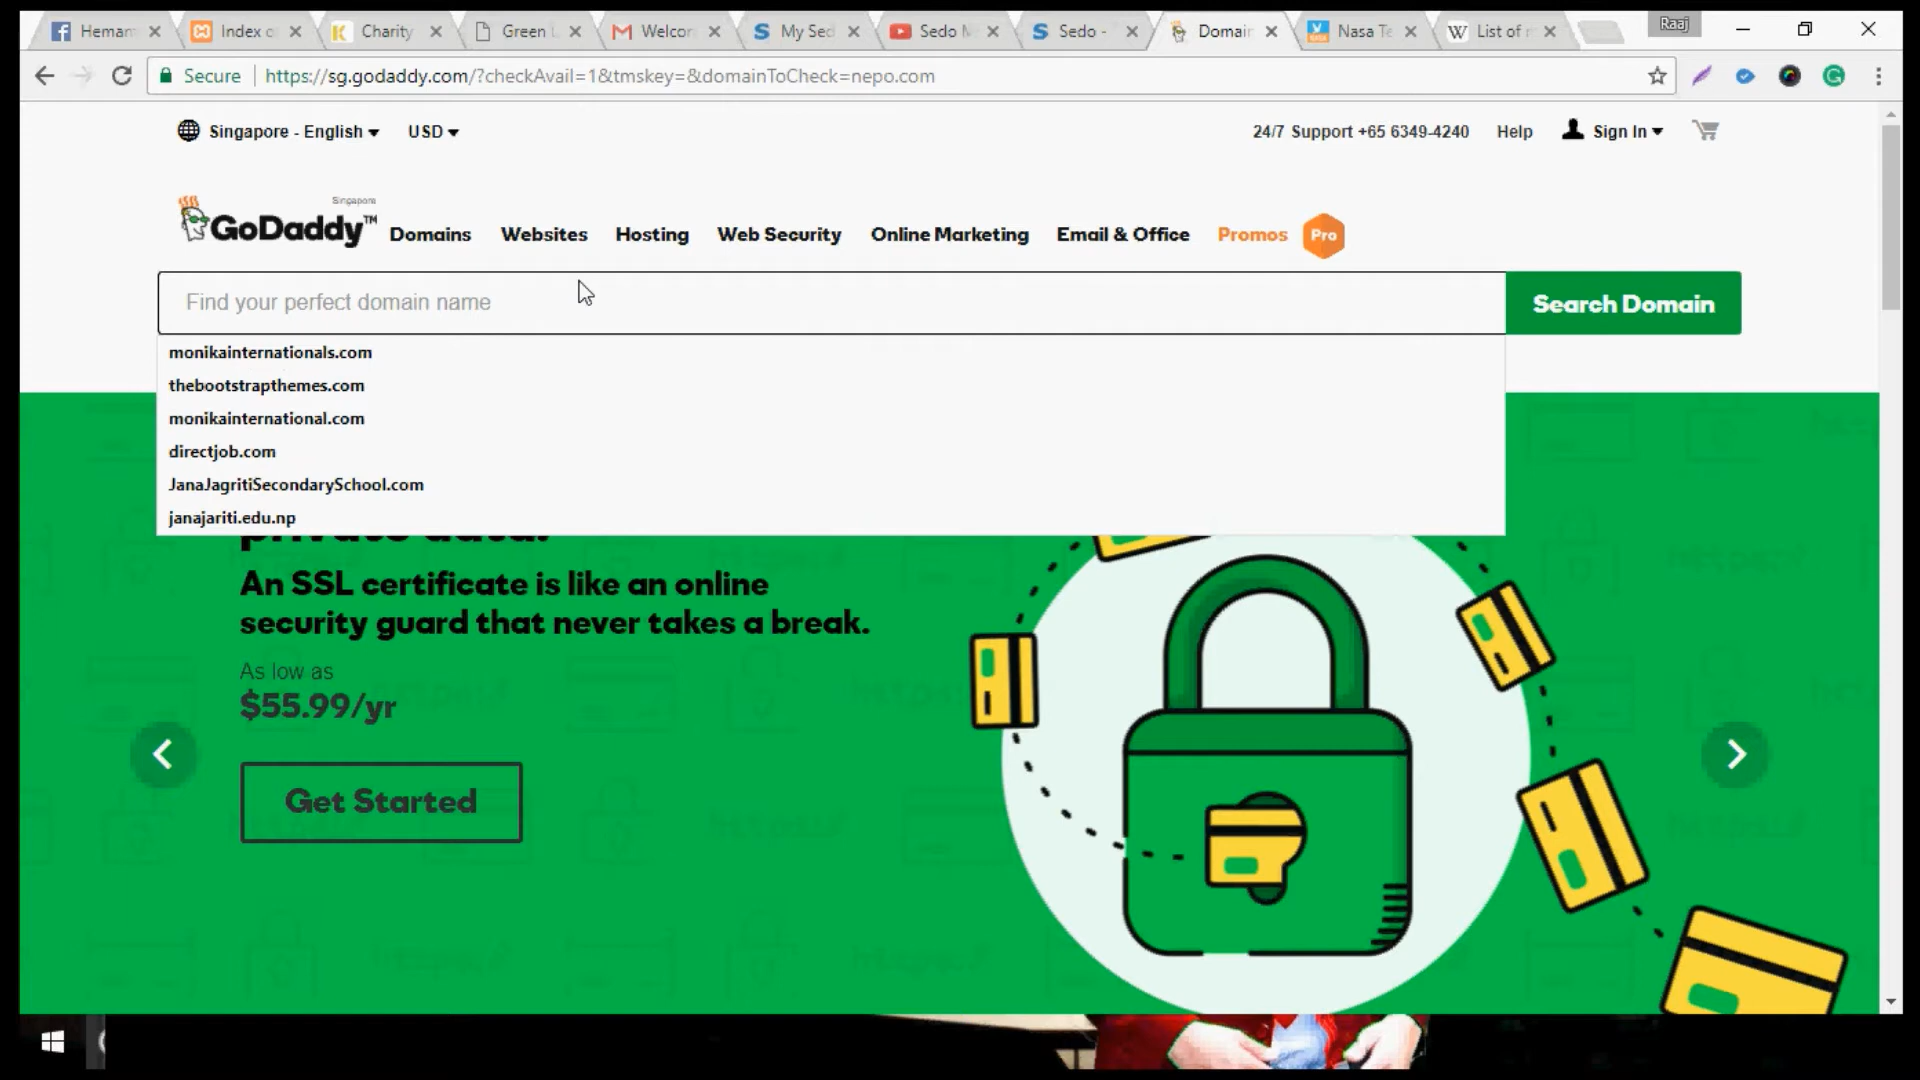 Heman
Index o
Charity
Green L
Welcor
My Sed
Sedo M
Sedo -
Domain
Nasa Te
List of r
Raaj
Secure
https://sg.godaddy.com/?checkAvail=1&tmskey=&domainToCheck=nepo.com
Singapore - English
USD
24/7 Support +65 6349-4240
Help
Sign In
Singapore
GoDaddy™
Domains
Websites
Hosting
Web Security
Online Marketing
Email & Office
Promos
Pro
Find your perfect domain name
Search Domain
monikainternationals.com
thebootstrapthemes.com
monikainternational.com
directjob.com
JanaJagritiSecondarySchool.com
janajariti.edu.np
private data.
An SSL certificate is like an online
security guard that never takes a break.
As low as
$55.99/yr
Get Started